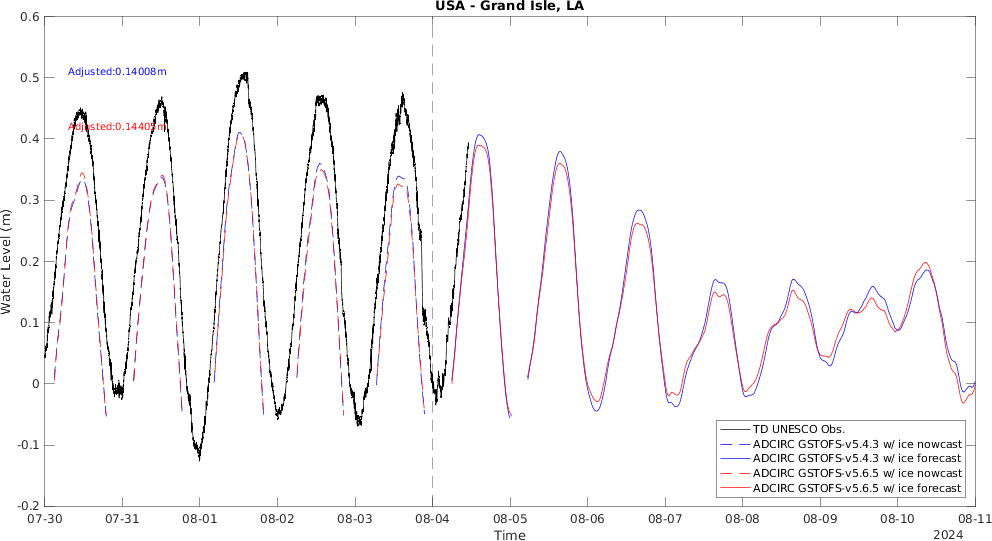 USA - Grand Isle, LA
0.6
0.5
0.4
0.3
0.2
0.1
0
-0.1
-0.2
Water Level (m)
Adjusted:0.14008m
Adjusted:0.14405m
TD UNESCO Obs.
ADCIRC GSTOFS-v5.4.3 w/ ice nowcast
ADCIRC GSTOFS-v5.4.3 w/ ice forecast
ADCIRC GSTOFS-v5.6.5 w/ ice nowcast
ADCIRC GSTOFS-v5.6.5 w/ ice forecast
07-30 07-31 08-01 08-02 08-03 08-04 08-05 08-06 08-07 08-08 08-09 08-10 08-11
Time
2024